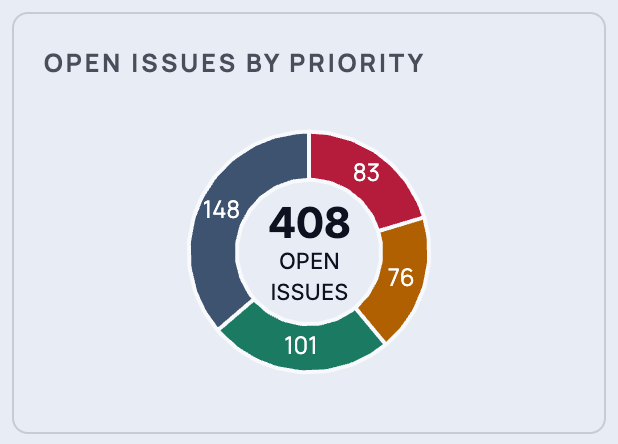 OPEN ISSUES BY PRIORITY
83
148
408
OPEN
76
ISSUES
101